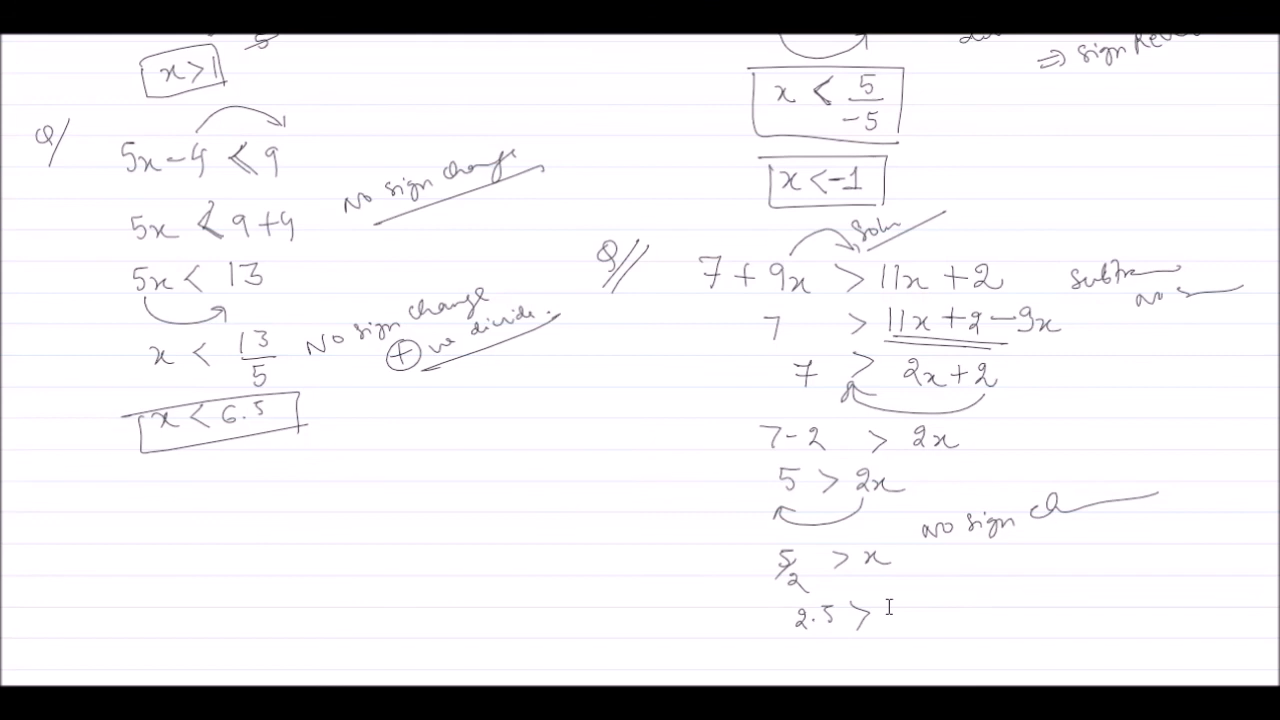 x > 1
Q/
5x - 4 < 9
5x < 9 + 4
No sign change
5x < 13
x < 13/5
No sign change
+ ve divide.
x < 6.5
=> sign Reve
x < 5/-5
x < -1
Soln
Q//
7 + 9x > 11x + 2
7 > 11x + 2 - 9x
7 > 2x + 2
7 - 2 > 2x
5 > 2x
no sign
5/2 > x
2.5 >